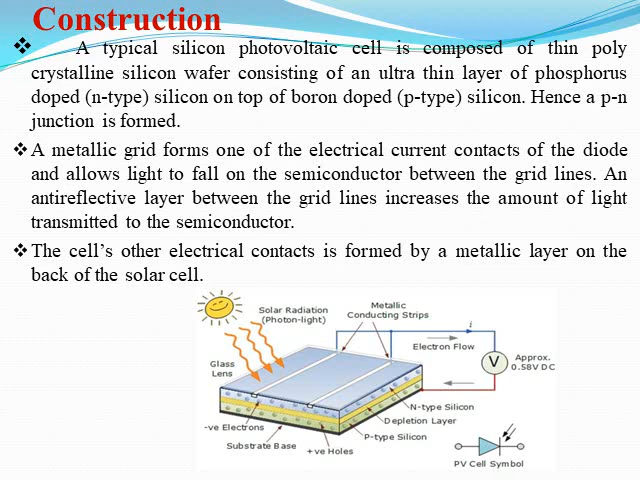 Construction
❖ A typical silicon photovoltaic cell is composed of thin poly
crystalline silicon wafer consisting of an ultra thin layer of phosphorus
doped (n-type) silicon on top of boron doped (p-type) silicon. Hence a p-n
junction is formed.
❖ A metallic grid forms one of the electrical current contacts of the diode
and allows light to fall on the semiconductor between the grid lines. An
antireflective layer between the grid lines increases the amount of light
transmitted to the semiconductor.
❖ The cell's other electrical contacts is formed by a metallic layer on the
back of the solar cell.
Solar Radiation
(Photon-light)
Metallic
Conducting Strips
i
Electron Flow
V
Approx.
0.58V DC
Glass
Lens
N-type Silicon
Depletion Layer
P-type Silicon
-ve Electrons
Substrate Base
+ve Holes
PV Cell Symbol